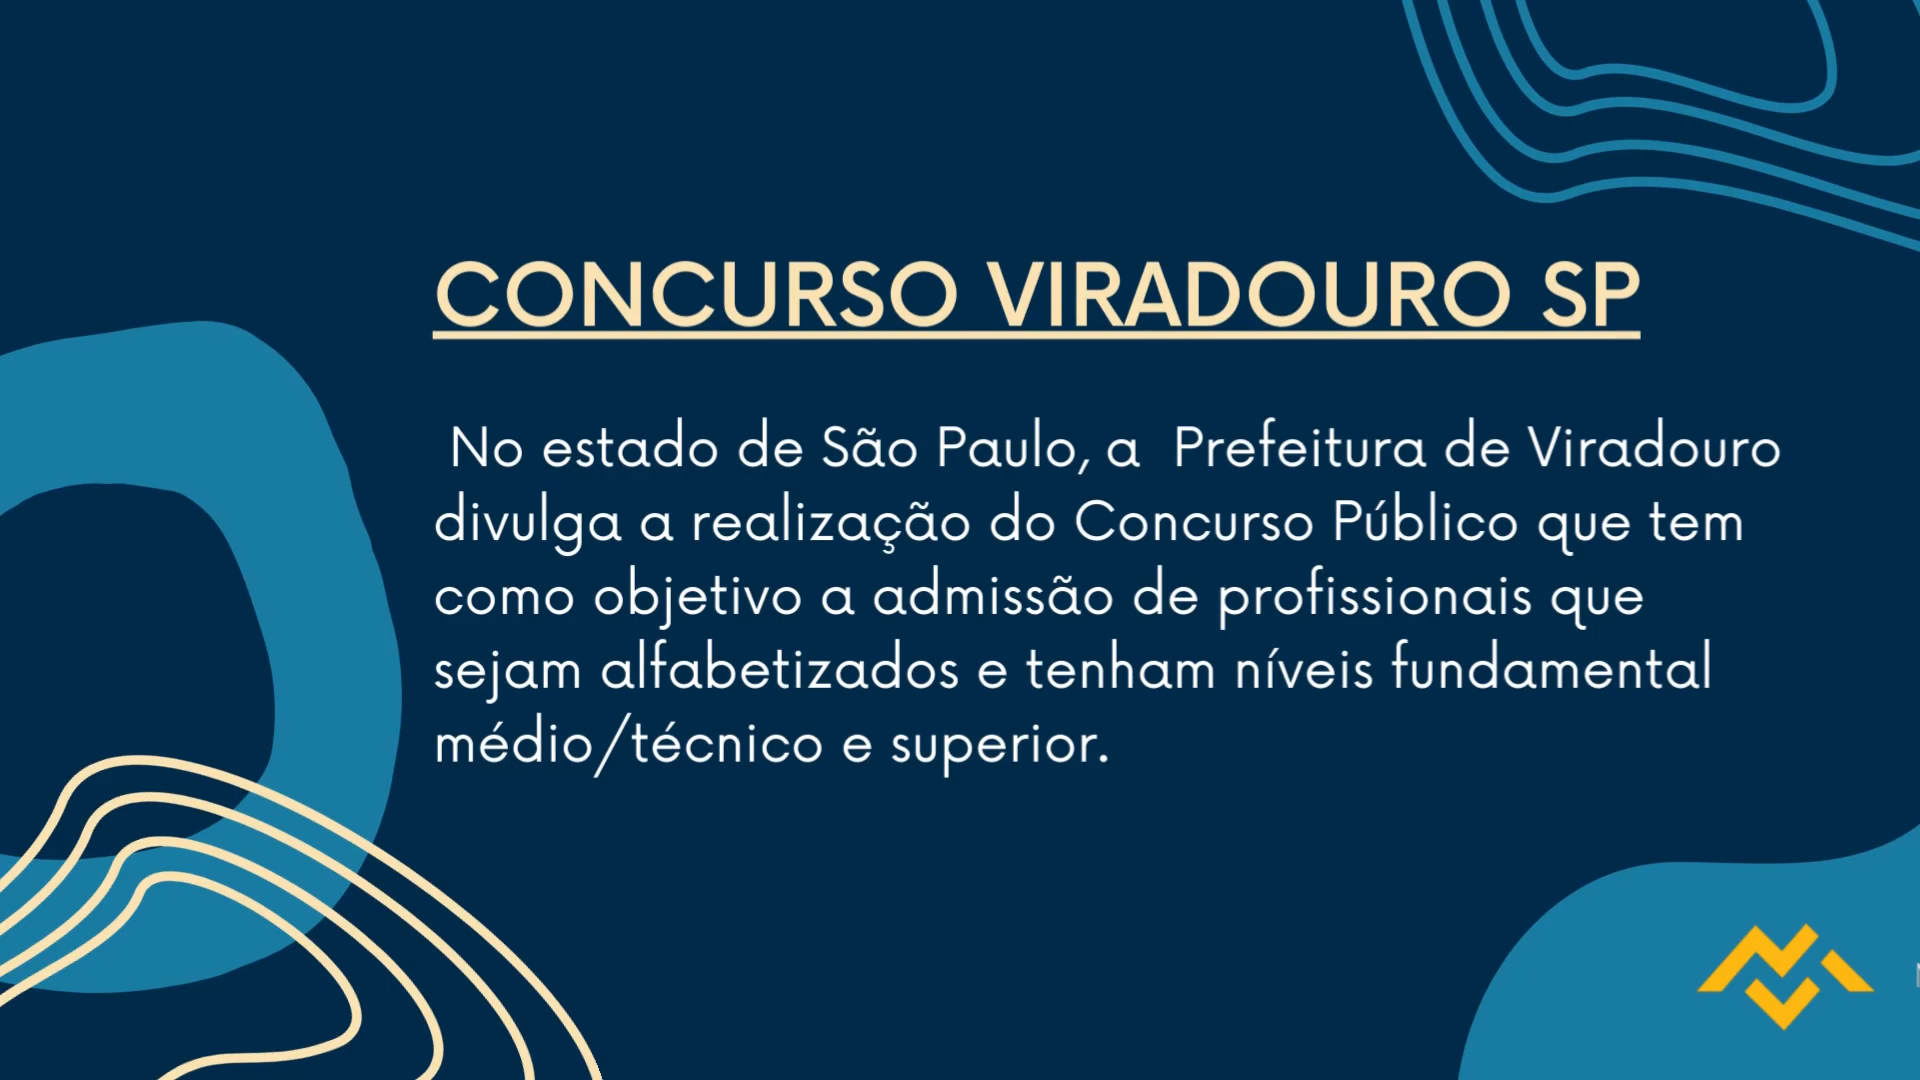 CONCURSO VIRADOURO SP
No estado de São Paulo, a Prefeitura de Viradouro
divulga a realização do Concurso Público que tem
como objetivo a admissão de profissionais que
sejam alfabetizados e tenham níveis fundamental
médio/técnico e superior.